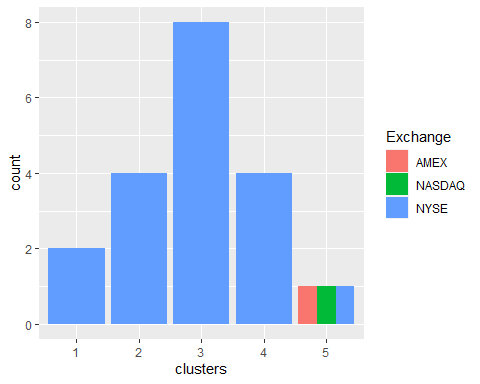 8
6
4
2
0
count
1 2 3 4 5
clusters
Exchange
AMEX
NASDAQ
NYSE